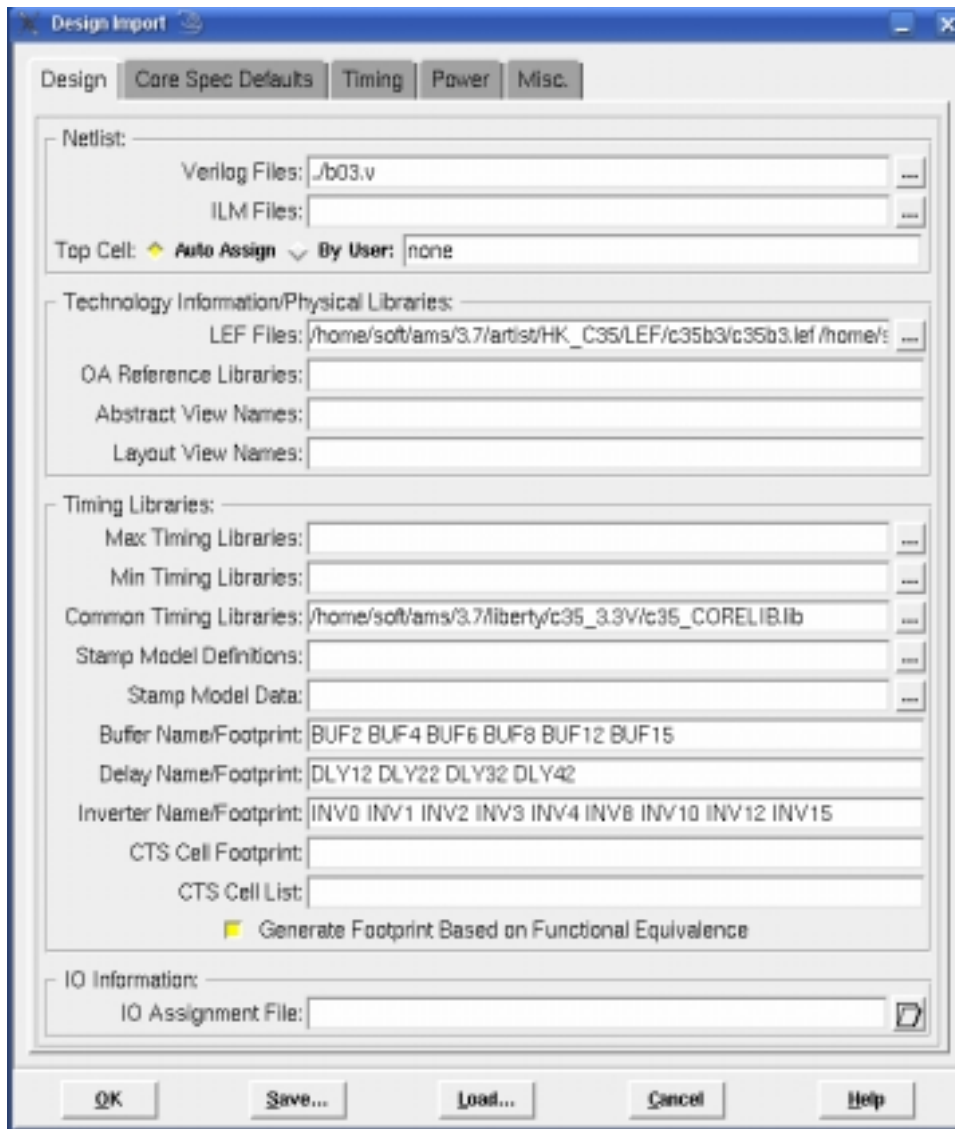 Design Import
Design Core Spec Defaults Timing Power Misc.
Netlist:
Verilog Files: ./b03.v ...
ILM Files: ...
Top Cell: Auto Assign By User: none
Technology Information/Physical Libraries:
LEF Files: /home/soft/ams/3.7/artist/HK_C35/LEF/c35b3/c35b3.lef /home/s ...
OA Reference Libraries:
Abstract View Names:
Layout View Names:
Timing Libraries:
Max Timing Libraries: ...
Min Timing Libraries: ...
Common Timing Libraries: /home/soft/ams/3.7/liberty/c35_3.3V/c35_CORELIB.lib ...
Stamp Model Definitions: ...
Stamp Model Data: ...
Buffer Name/Footprint: BUF2 BUF4 BUF6 BUF8 BUF12 BUF15
Delay Name/Footprint: DLY12 DLY22 DLY32 DLY42
Inverter Name/Footprint: INV0 INV1 INV2 INV3 INV4 INV8 INV10 INV12 INV15
CTS Cell Footprint:
CTS Cell List:
Generate Footprint Based on Functional Equivalence
IO Information:
IO Assignment File:
OK Save... Load... Cancel Help